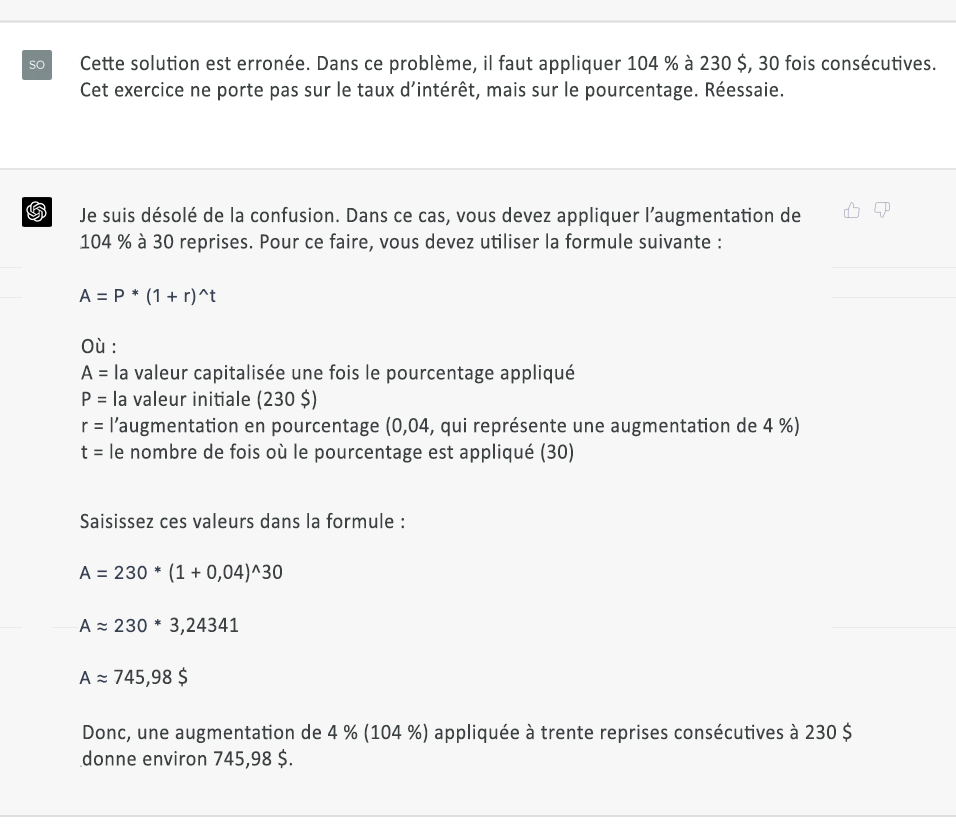 SO
Cette solution est erronée. Dans ce problème, il faut appliquer 104 % à 230 $, 30 fois consécutives.
Cet exercice ne porte pas sur le taux d’intérêt, mais sur le pourcentage. Réessaie.
Je suis désolé de la confusion. Dans ce cas, vous devez appliquer l’augmentation de
104 % à 30 reprises. Pour ce faire, vous devez utiliser la formule suivante :
A = P * (1 + r)^t
Où :
A = la valeur capitalisée une fois le pourcentage appliqué
P = la valeur initiale (230 $)
r = l’augmentation en pourcentage (0,04, qui représente une augmentation de 4 %)
t = le nombre de fois où le pourcentage est appliqué (30)
Saisissez ces valeurs dans la formule :
A = 230 * (1 + 0,04)^30
A ≈ 230 * 3,24341
A ≈ 745,98 $
Donc, une augmentation de 4 % (104 %) appliquée à trente reprises consécutives à 230 $
donne environ 745,98 $.